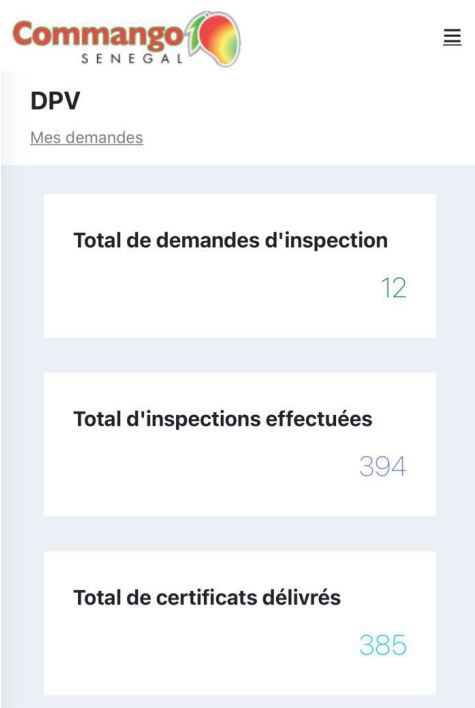 Commango
SENEGAL
DPV
Mes demandes
Total de demandes d'inspection
12
Total d'inspections effectuées
394
Total de certificats délivrés
385